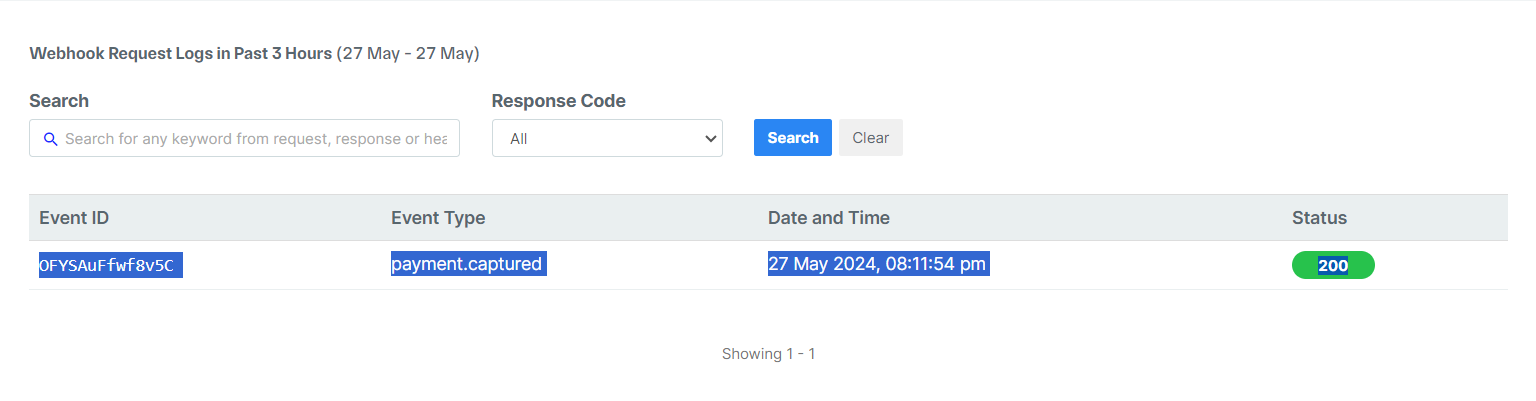 Webhook Request Logs in Past 3 Hours (27 May - 27 May)
Search Response Code
Search for any keyword from request, response or hea All Search Clear
Event ID Event Type Date and Time Status
OFYSAuFfwf8v5C payment.captured 27 May 2024, 08:11:54 pm 200
Showing 1 - 1